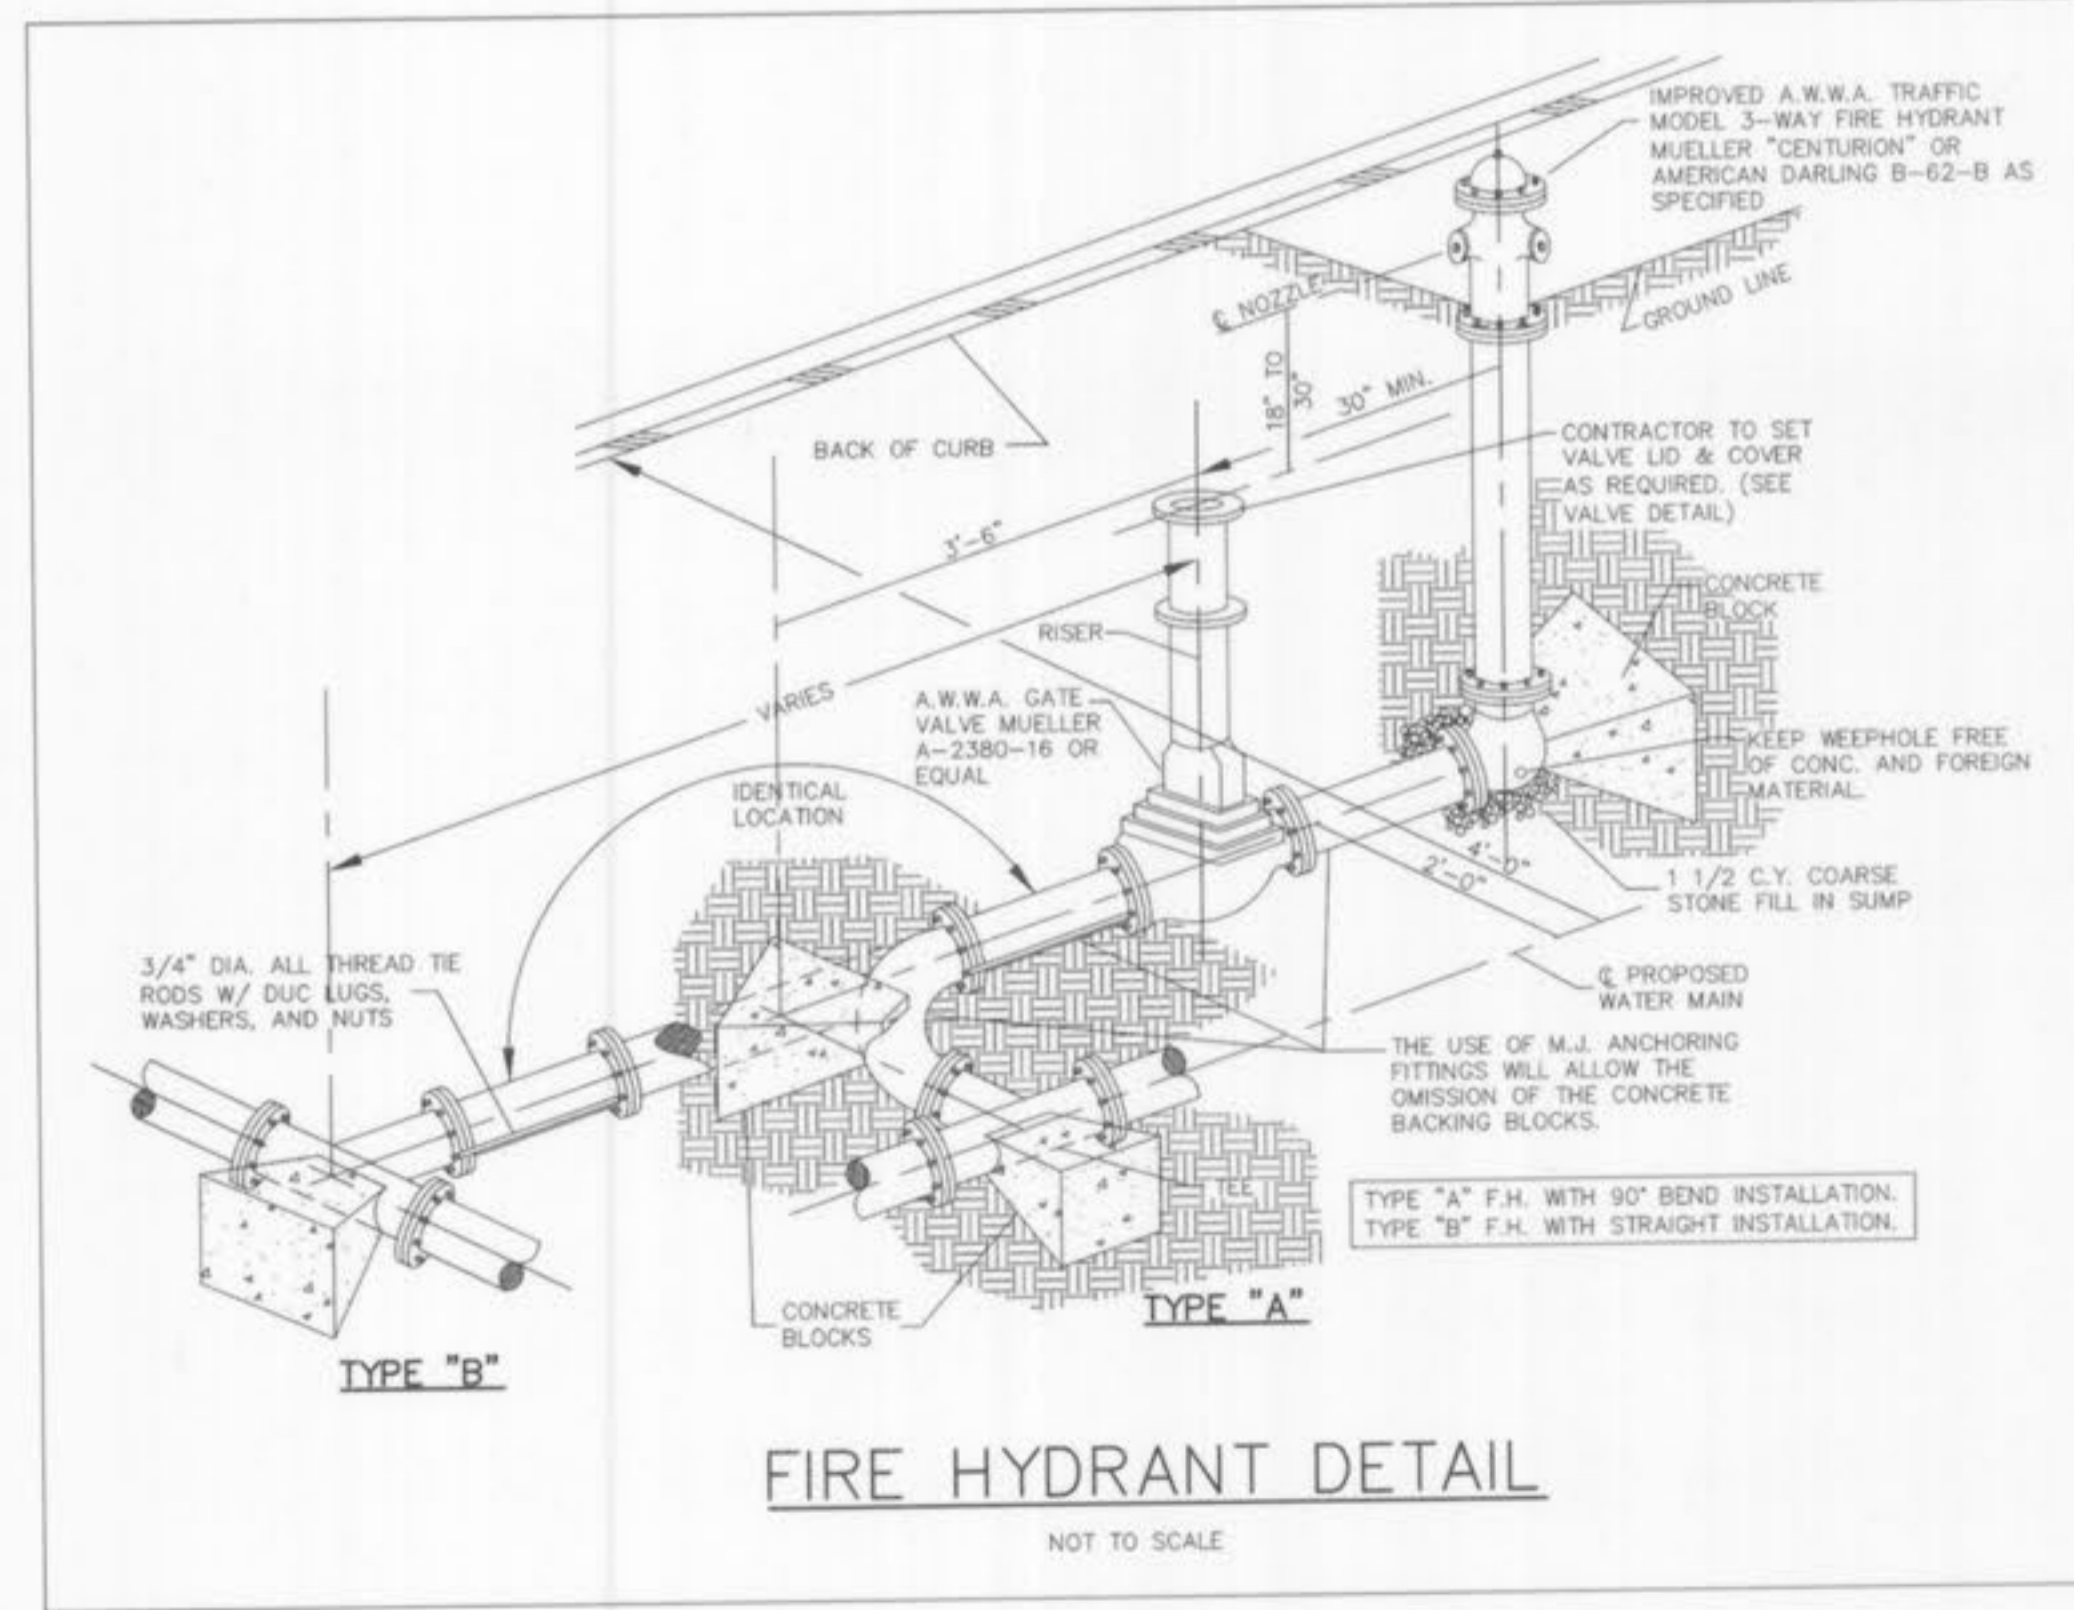 IMPROVED A.W.W.A. TRAFFIC
MODEL 3-WAY FIRE HYDRANT
MUELLER "CENTURION" OR
AMERICAN DARLING B-62-B AS
SPECIFIED
℄ NOZZLE
GROUND LINE
18" TO
30"
30" MIN.
BACK OF CURB
CONTRACTOR TO SET
VALVE LID & COVER
AS REQUIRED. (SEE
VALVE DETAIL)
3'-6"
CONCRETE
BLOCK
RISER
VARIES
A.W.W.A. GATE
VALVE MUELLER
A-2380-16 OR
EQUAL
KEEP WEEPHOLE FREE
OF CONC. AND FOREIGN
MATERIAL.
IDENTICAL
LOCATION
4'-0"
2'-0"
1 1/2 C.Y. COARSE
STONE FILL IN SUMP
3/4" DIA. ALL THREAD TIE
RODS W/ DUC LUGS,
WASHERS, AND NUTS
℄ PROPOSED
WATER MAIN
THE USE OF M.J. ANCHORING
FITTINGS WILL ALLOW THE
OMISSION OF THE CONCRETE
BACKING BLOCKS.
TEE
TYPE "A" F.H. WITH 90° BEND INSTALLATION.
TYPE "B" F.H. WITH STRAIGHT INSTALLATION.
CONCRETE
BLOCKS
TYPE "A"
TYPE "B"
FIRE HYDRANT DETAIL
NOT TO SCALE